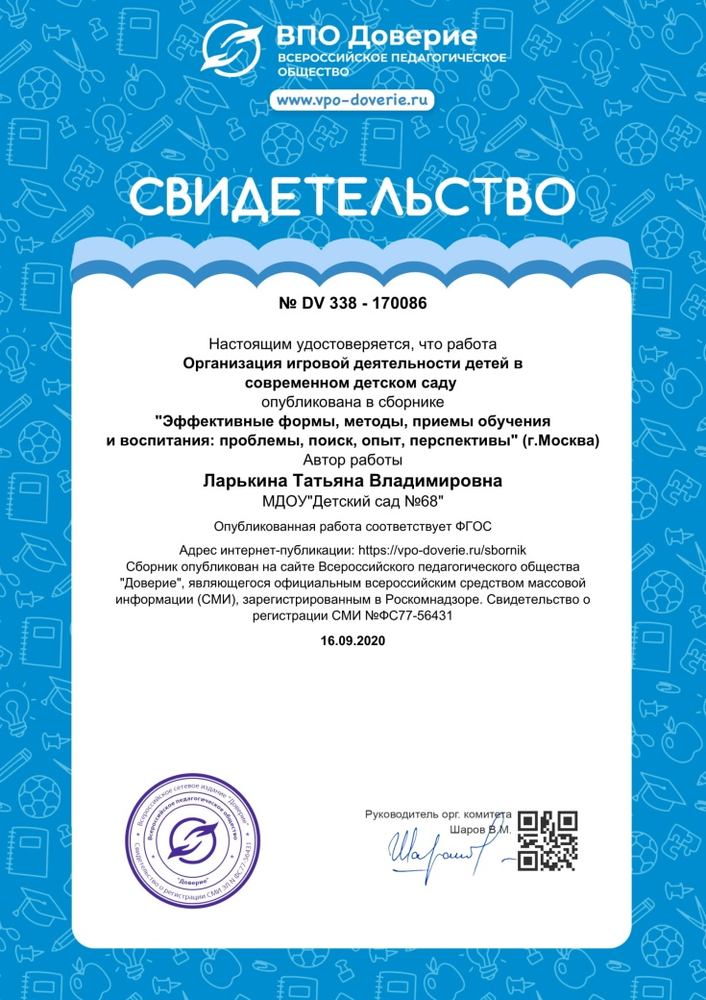 ВПО Доверие
ВСЕРОССИЙСКОЕ ПЕДАГОГИЧЕСКОЕ
ОБЩЕСТВО
www.vpo-doverie.ru
СВИДЕТЕЛЬСТВО
№ DV 338 - 170086
Настоящим удостоверяется, что работа
Организация игровой деятельности детей в
современном детском саду
опубликована в сборнике
"Эффективные формы, методы, приемы обучения
и воспитания: проблемы, поиск, опыт, перспективы" (г.Москва)
Автор работы
Ларькина Татьяна Владимировна
МДОУ"Детский сад №68"
Опубликованная работа соответствует ФГОС
Адрес интернет-публикации: https://vpo-doverie.ru/sbornik
Сборник опубликован на сайте Всероссийского педагогического общества
"Доверие", являющегося официальным всероссийским средством массовой
информации (СМИ), зарегистрированным в Роскомнадзоре. Свидетельство о
регистрации СМИ №ФС77-56431
16.09.2020
Всероссийское сетевое издание "Доверие"
Всероссийское педагогическое общество
"Доверие"
Свидетельство о регистрации СМИ ЭЛ N ФС77-56431
Руководитель орг. комитета
Шаров В.М.